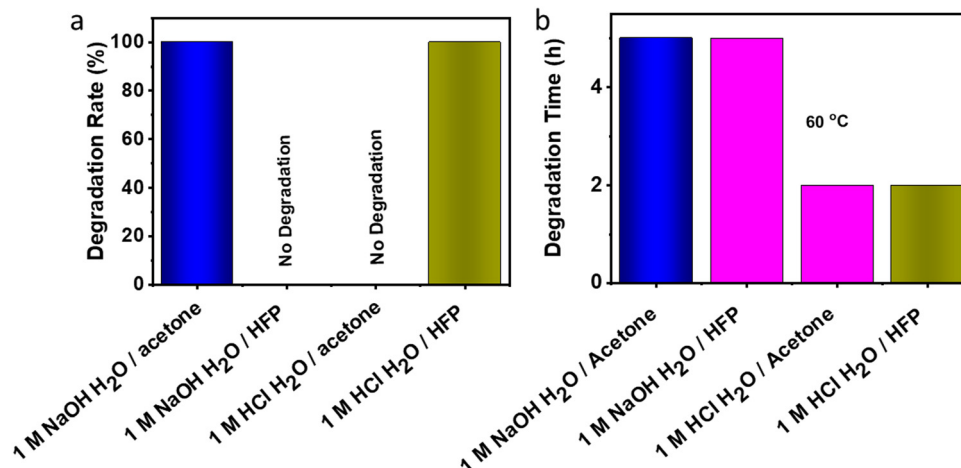 a
Degradation Rate (%)
100
80
60
40
20
0
No Degradation
No Degradation
1 M NaOH H₂O / acetone
1 M NaOH H₂O / HFP
1 M HCl H₂O / acetone
1 M HCl H₂O / HFP
b
Degradation Time (h)
4
2
0
60 °C
1 M NaOH H₂O / Acetone
1 M NaOH H₂O / HFP
1 M HCl H₂O / Acetone
1 M HCl H₂O / HFP